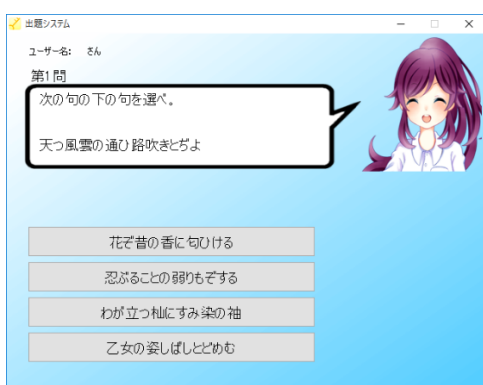 出題システム
ユーザー名: さん
第1問
次の句の下の句を選べ。
天つ風雲の通ひ路吹きとぢよ
花ぞ昔の香に匂ひける
忍ぶることの弱りもぞする
わが立つ杣にすみ染の袖
乙女の姿しばしとどめむ